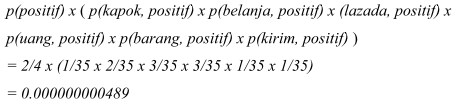 p(positif) x ( p(kapok, positif) x p(belanja, positif) x (lazada, positif) x
p(uang, positif) x p(barang, positif) x p(kirim, positif) )
= 2/4 x (1/35 x 2/35 x 3/35 x 3/35 x 1/35 x 1/35)
= 0.000000000489